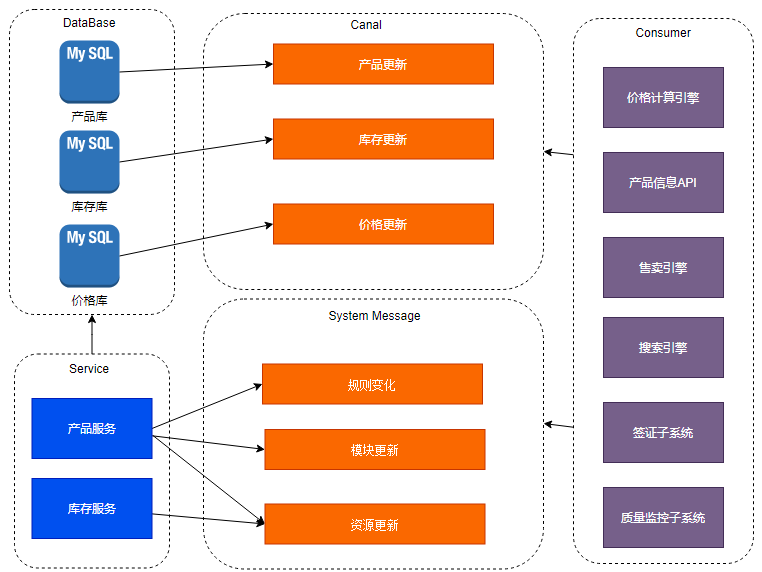 DataBase
My SQL
产品库
My SQL
库存库
My SQL
价格库
Service
产品服务
库存服务
Canal
产品更新
库存更新
价格更新
System Message
规则变化
模块更新
资源更新
Consumer
价格计算引擎
产品信息API
售卖引擎
搜索引擎
签证子系统
质量监控子系统